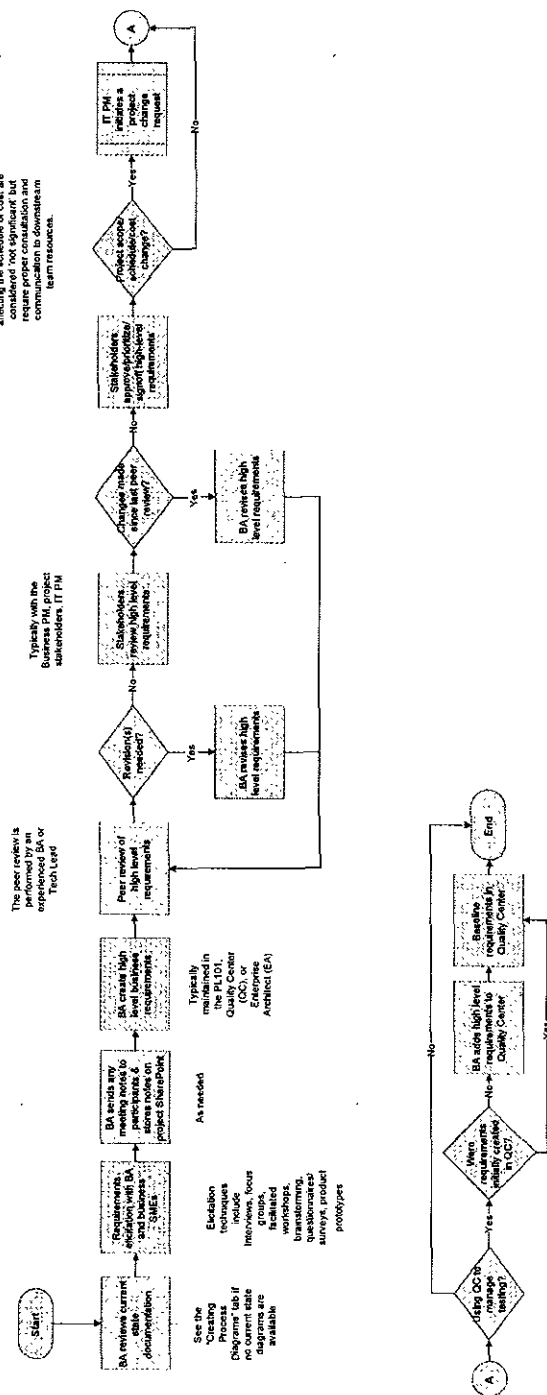 Start
BA reviews current
state
documentation
See the
"Creating
Process
Diagrams" tab if
no current state
diagrams are
available
Requirements
elicitation with BA
and business
SMEs
Elicitation
techniques
include
Interviews, focus
groups,
facilitated
workshops,
brainstorming,
questionnaires/
surveys, product
prototypes
BA sends any
meeting notes to
participants &
stores notes on
project SharePoint
As needed
BA create high
level business
requirements
Typically
maintained in
the PL101,
Quality Center
(QC), or
Enterprise
Architect (EA)
The peer review is
performed by an
experienced BA or
Tech Lead
Peer review of
high level
requirements
Revision(s)
needed?
Yes
BA revises high
level requirements
No
Typically with the
Business PM, project
stakeholders, IT PM
Stakeholders
review high level
requirements
Changes made
since last peer
review?
Yes
BA revises high
level requirements
No
Stakeholders
approve/prioritize/
signoff high-level
requirements
affecting the schedule or cost are
considered 'not significant' but
require proper consultation and
communication to downstream
team resources.
Project scope/
schedule/cost
change?
Yes
No
IT PM
initiates a
project
change
request
A
A
Using QC to
manage
testing?
No
Yes
Were
requirements
initially created
in QC?
No
Yes
BA adds high level
requirements to
Quality Center
Baseline
requirements in
Quality Center
End